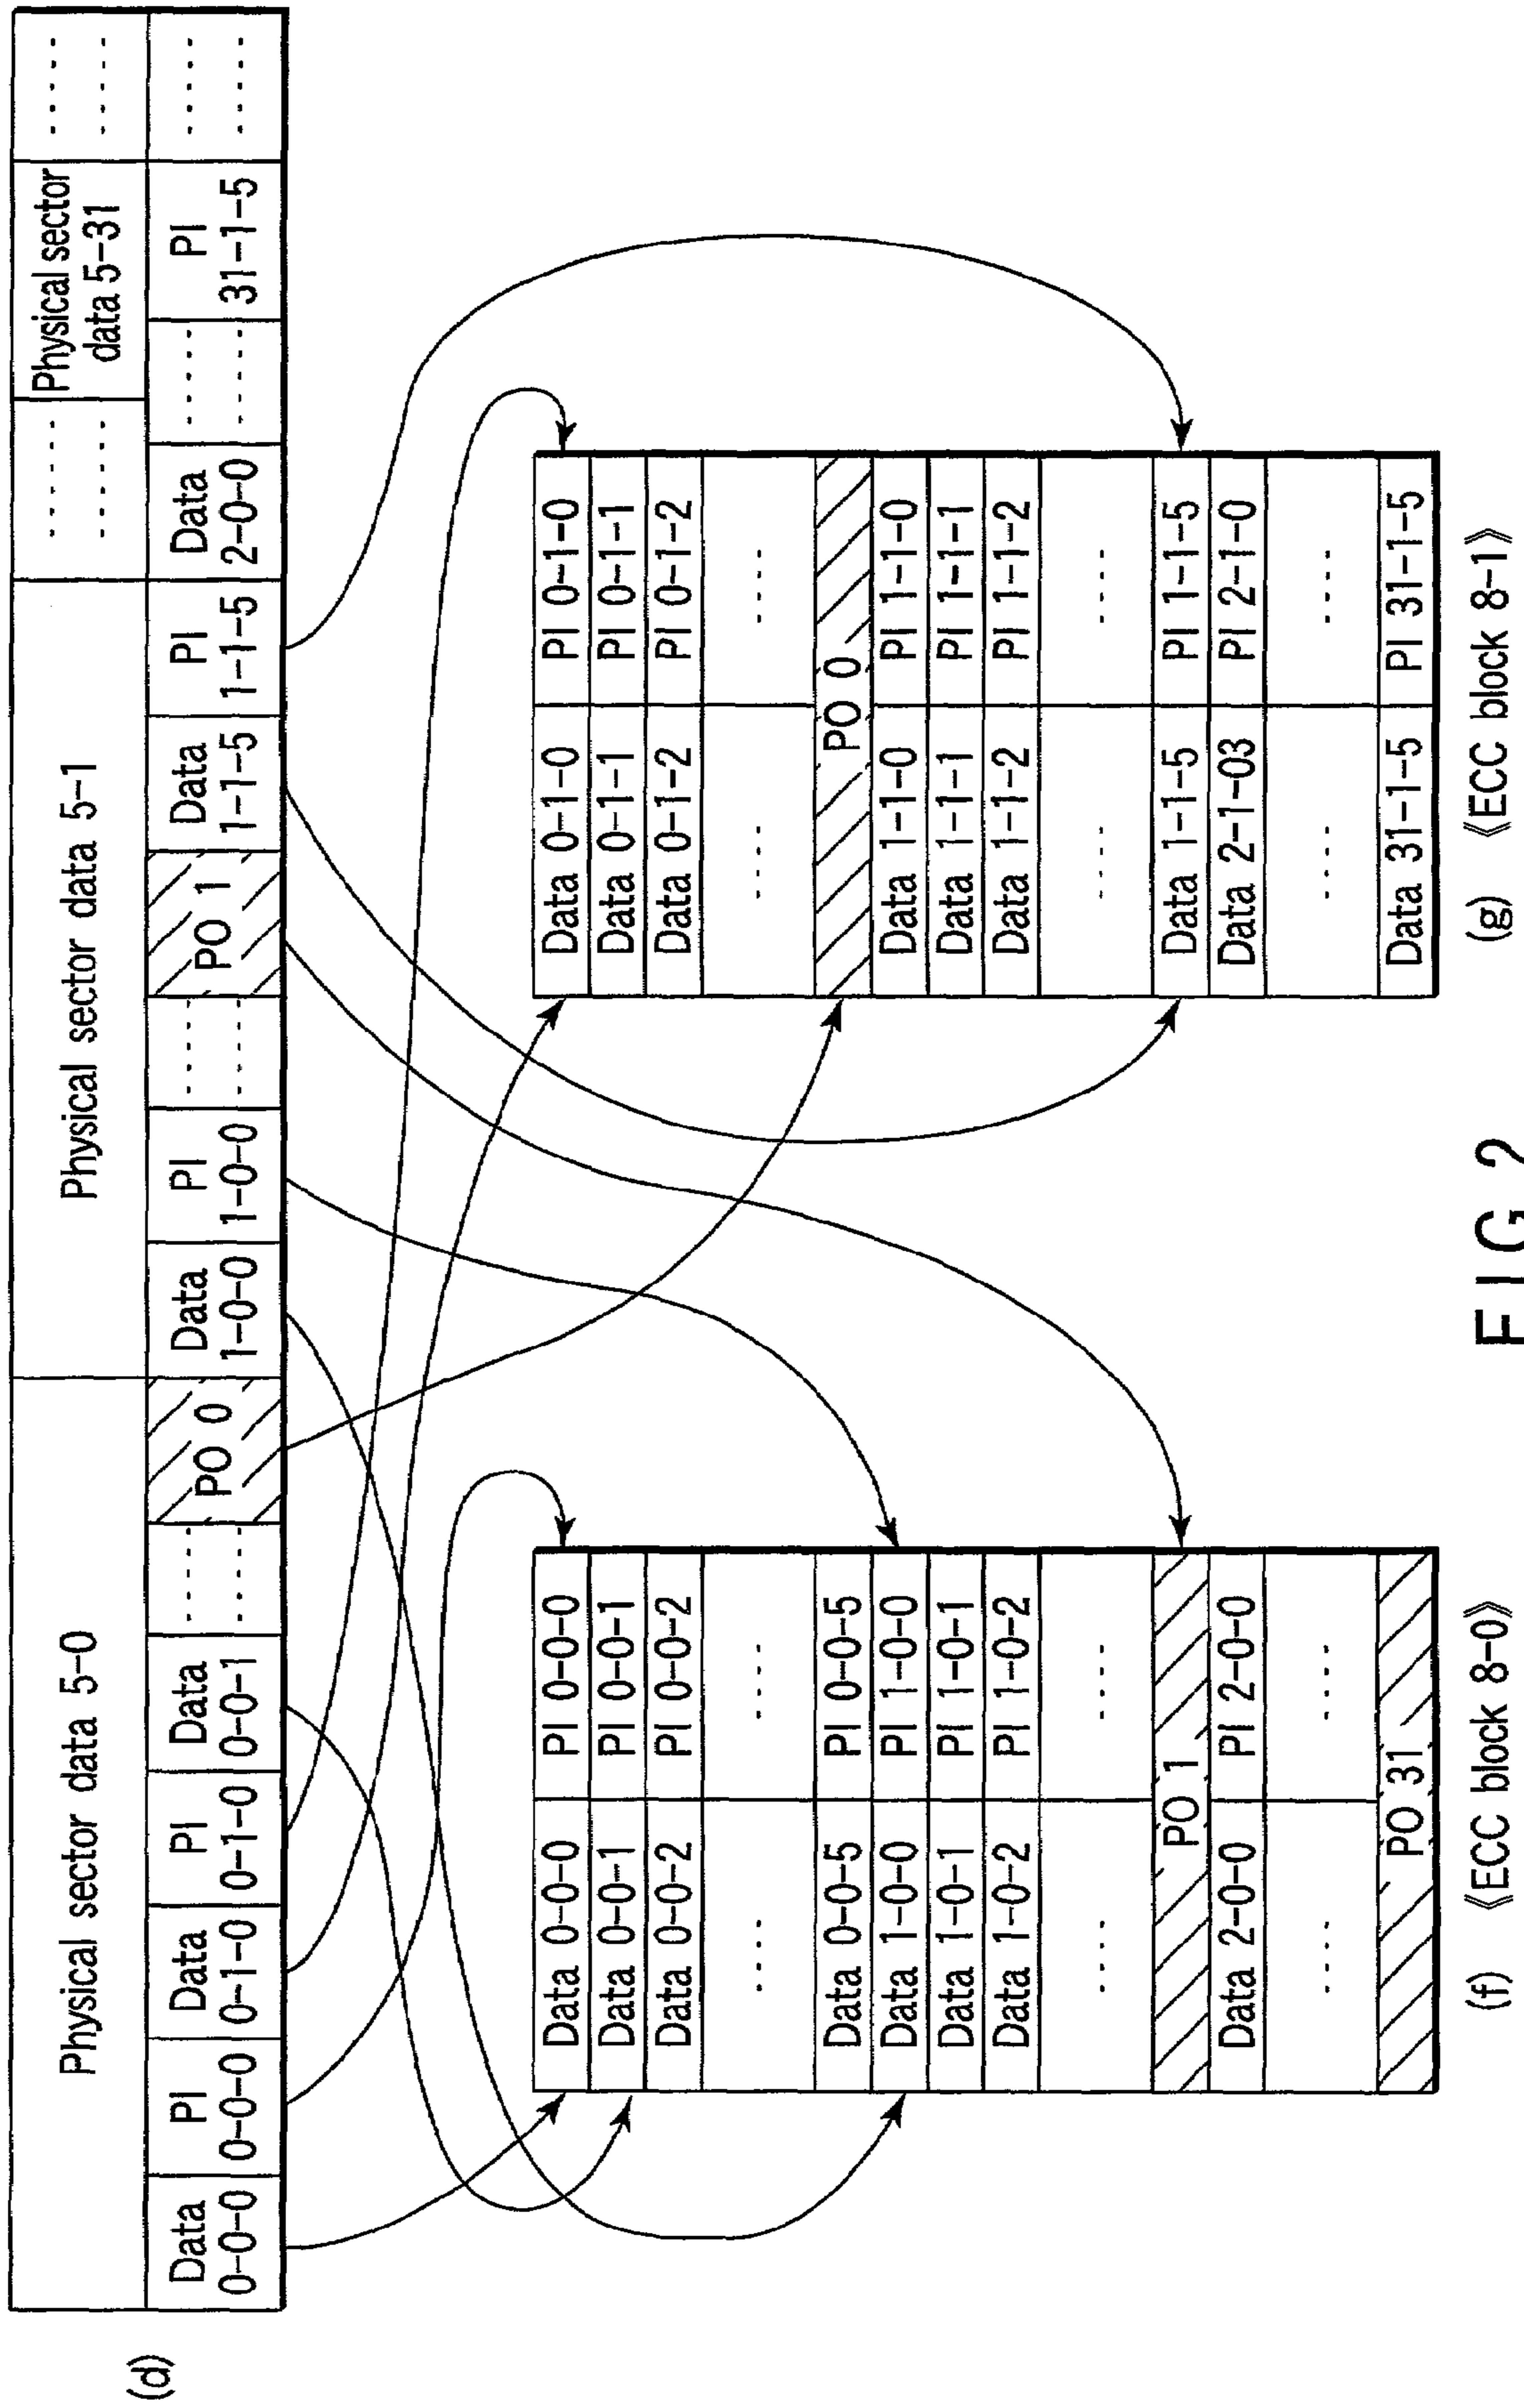 (d)
Physical sector data 5-0
Physical sector data 5-1
......
......
Physical sector
data 5-31
....
....
Data
0-0-0
PI
0-0-0
Data
0-1-0
PI
0-1-0
Data
0-0-1
.....
.....
PO 0
Data
1-0-0
PI
1-0-0
.....
.....
PO 1
Data
1-1-5
PI
1-1-5
Data
2-0-0
.....
.....
PI
31-1-5
....
....
Data 0-0-0 PI 0-0-0
Data 0-0-1 PI 0-0-1
Data 0-0-2 PI 0-0-2
.... ....
Data 0-0-5 PI 0-0-5
Data 1-0-0 PI 1-0-0
Data 1-0-1 PI 1-0-1
Data 1-0-2 PI 1-0-2
.... ....
PO 1
Data 2-0-0 PI 2-0-0
.... ....
PO 31
(f) 《ECC block 8-0》
Data 0-1-0 PI 0-1-0
Data 0-1-1 PI 0-1-1
Data 0-1-2 PI 0-1-2
.... ....
PO 0
Data 1-1-0 PI 1-1-0
Data 1-1-1 PI 1-1-1
Data 1-1-2 PI 1-1-2
.... ....
Data 1-1-5 PI 1-1-5
Data 2-1-03 PI 2-1-0
.... ....
Data 31-1-5 PI 31-1-5
(g) 《ECC block 8-1》
FIG 2